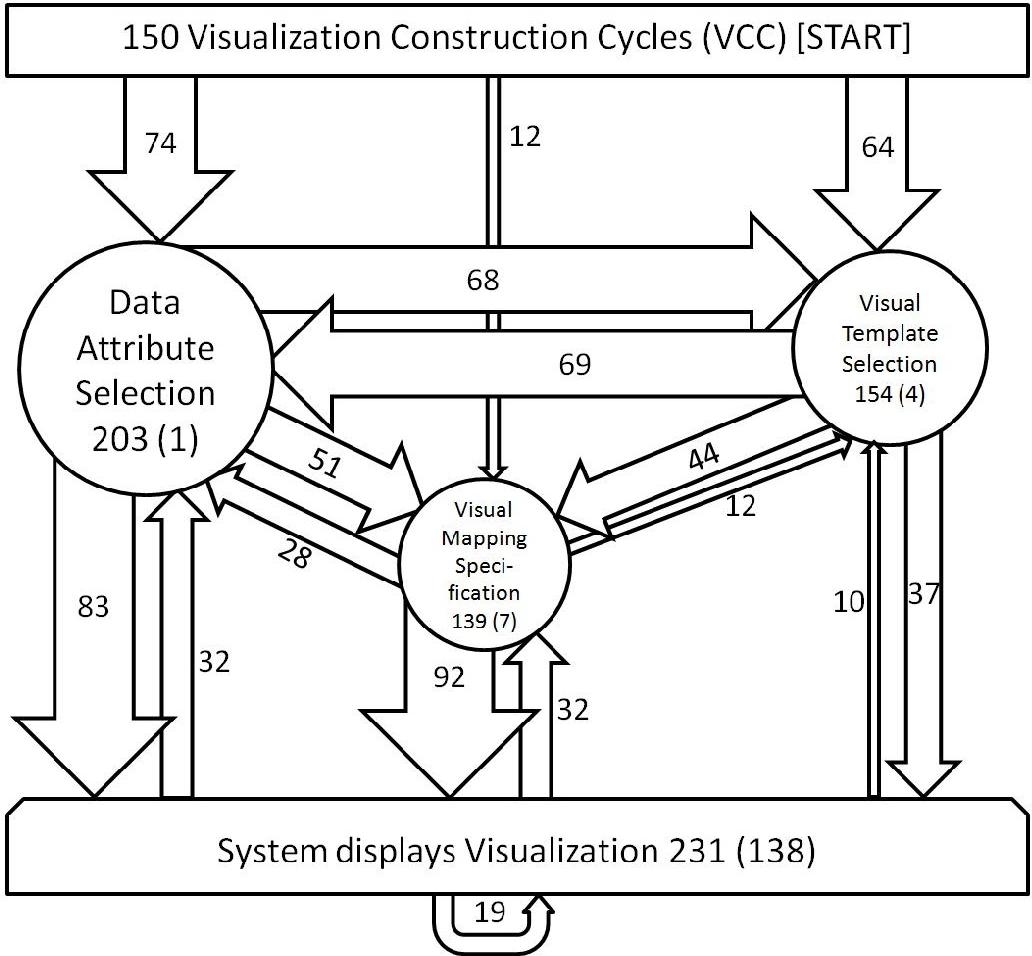 150 Visualization Construction Cycles (VCC) [START]
74
12
64
68
69
Data
Attribute
Selection
203 (1)
Visual
Template
Selection
154 (4)
51
28
44
12
Visual
Mapping
Speci-
fication
139 (7)
83
32
92
32
10
37
System displays Visualization 231 (138)
19